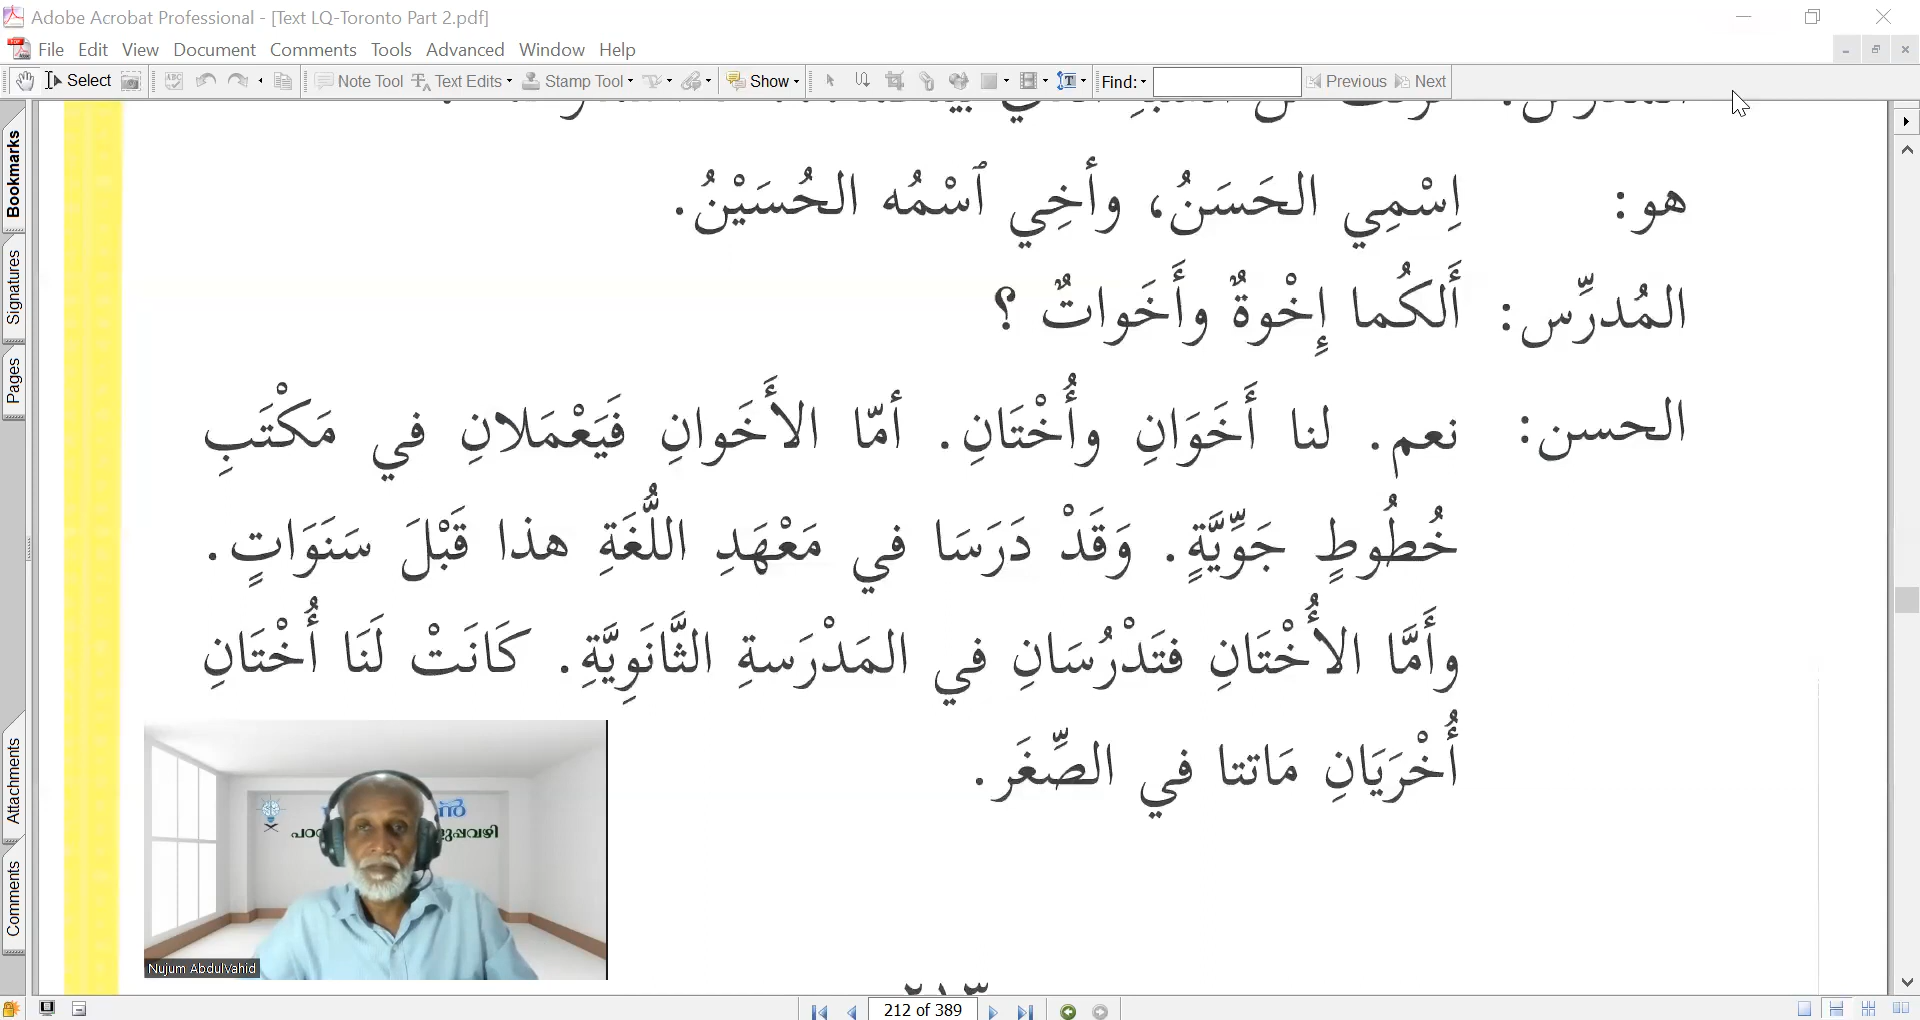 Adobe Acrobat Professional - [Text LQ-Toronto Part 2.pdf]
File Edit View Document Comments Tools Advanced Window Help
Select Note Tool Text Edits Stamp Tool Show Find: Previous Next
Bookmarks
Signatures
Pages
Attachments
Comments
هو: اِسْمِي الحَسَنُ، وأَخِي ٱسْمُه الحُسَيْنُ.
المُدرِّس: أَلكُما إِخْوةٌ وأَخَواتٌ ؟
الحسن: نعم. لنا أَخَوَانِ وأُخْتَانِ. أمّا الأَخَوانِ فَيَعْمَلانِ في مَكْتَبِ
خُطُوطٍ جَوِّيَّةٍ. وَقَدْ دَرَسَا في مَعْهَدِ اللُّغَةِ هذا قَبْلَ سَنَوَاتٍ.
وأَمَّا الأُخْتَانِ فتَدْرُسَانِ في المَدْرَسةِ الثَّانَوِيَّةِ. كَانَتْ لَنَا أُخْتَانِ
أُخْرَيَانِ مَاتتا في الصِّغَر.
Nujum AbdulVahid
212 of 389